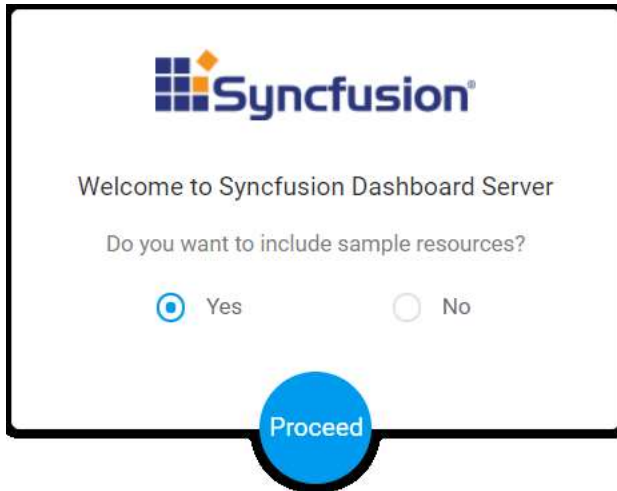 Syncfusion®
Welcome to Syncfusion Dashboard Server
Do you want to include sample resources?
Yes No
Proceed